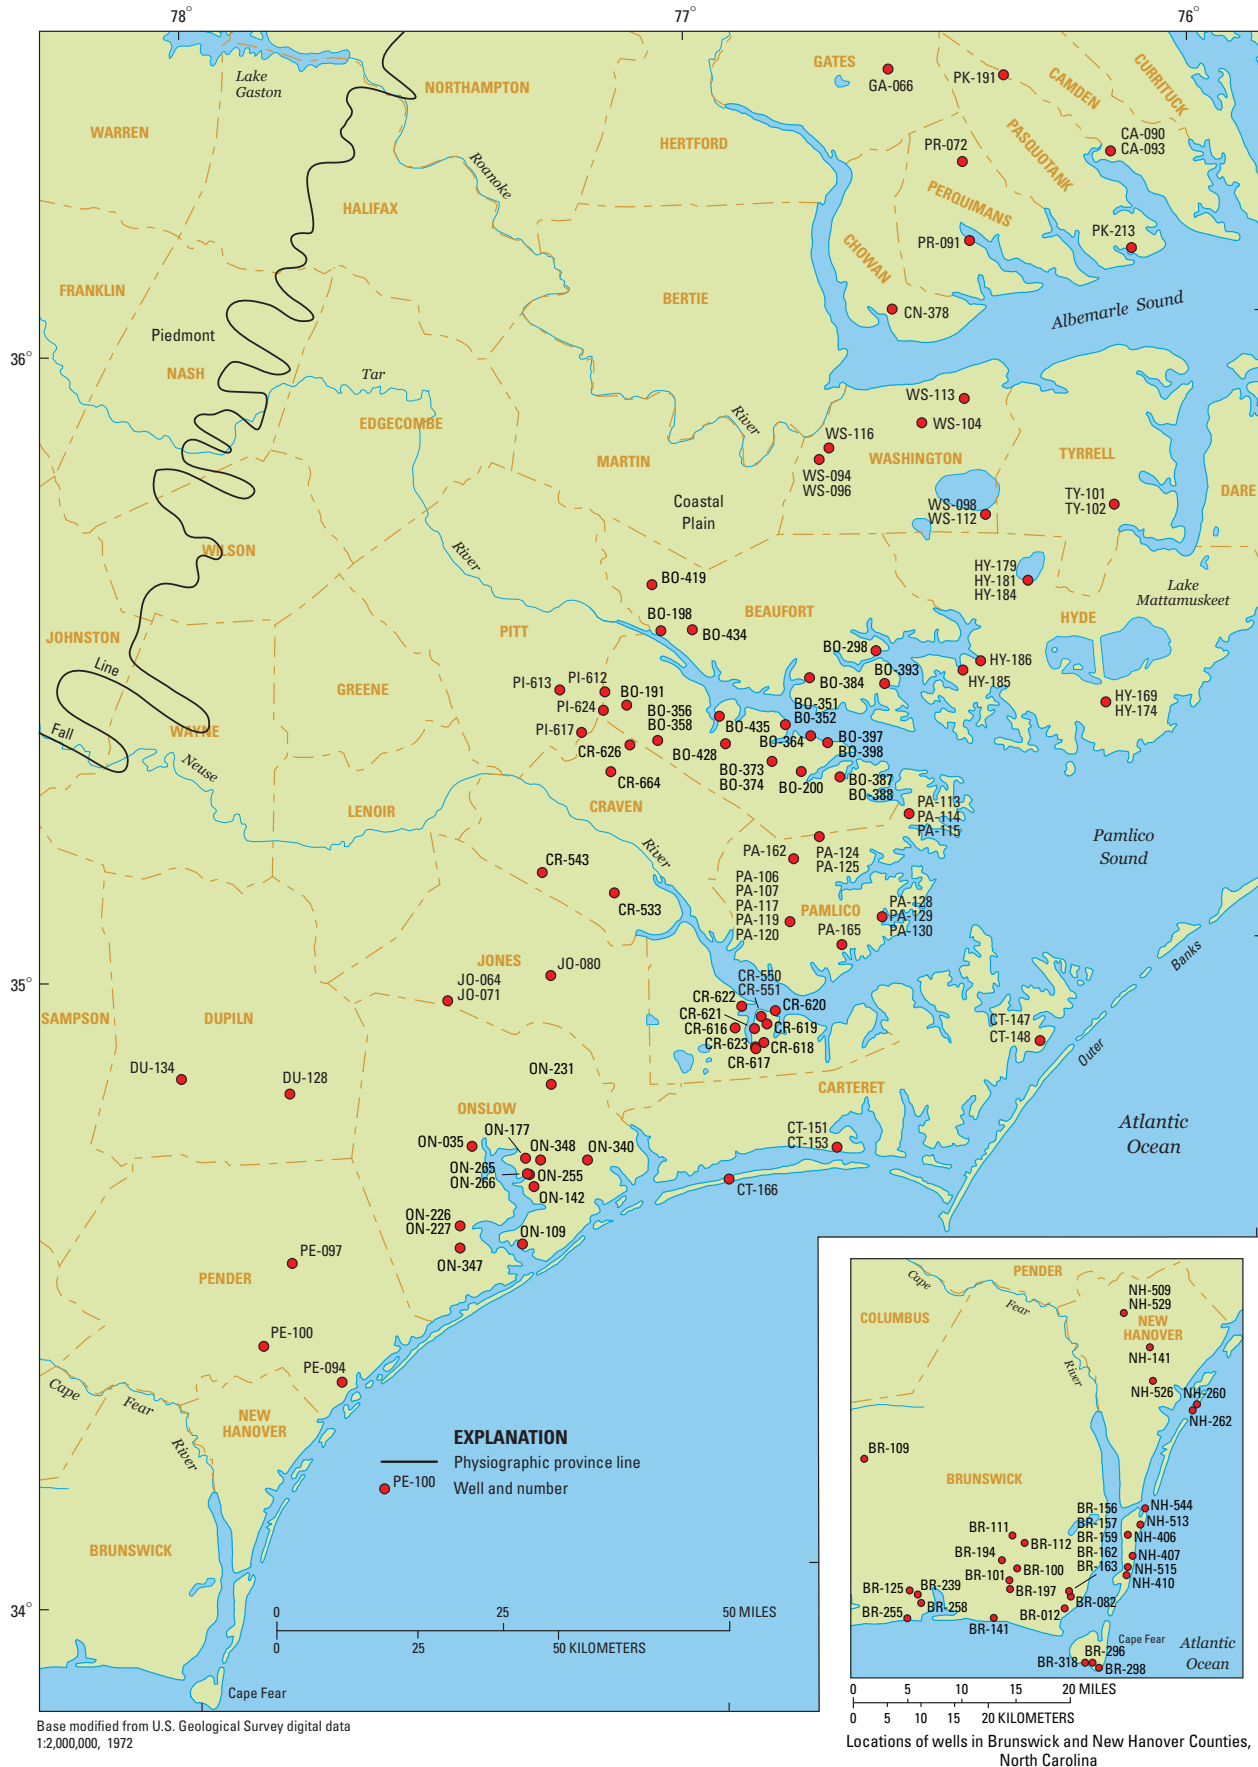 78°
77°
76°
Lake
Gaston
NORTHAMPTON
GATES
GA-066
PK-191
CAMDEN
CURRITUCK
WARREN
HERTFORD
Roanoke
PR-072
PASQUOTANK
CA-090
CA-093
HALIFAX
PERQUIMANS
PR-091
PK-213
CHOWAN
FRANKLIN
BERTIE
CN-378
Albemarle Sound
Piedmont
36°
NASH
Tar
EDGECOMBE
River
WS-113
WS-104
WS-116
MARTIN
WASHINGTON
TYRRELL
WS-094
WS-096
DARE
Coastal
Plain
WS-098
WS-112
TY-101
TY-102
WILSON
River
HY-179
HY-181
HY-184
BO-419
Lake
Mattamuskeet
BEAUFORT
HYDE
BO-198
BO-434
JOHNSTON
PITT
BO-298
HY-186
Line
GREENE
PI-613
PI-612
BO-393
HY-185
BO-384
BO-191
PI-624
BO-356
BO-358
BO-351
BO-352
HY-169
HY-174
Fall
WAYNE
PI-617
BO-435
BO-364
BO-397
BO-398
CR-626
BO-428
Neuse
CR-664
BO-373
BO-374
BO-200
BO-387
BO-388
LENOIR
CRAVEN
PA-113
PA-114
PA-115
Pamlico
Sound
River
PA-162
PA-124
PA-125
CR-543
PA-106
PA-107
PA-117
PA-119
PA-120
CR-533
PAMLICO
PA-128
PA-129
PA-130
PA-165
Banks
JONES
JO-080
35°
JO-064
JO-071
CR-550
CR-551
CR-622
CR-620
CR-621
SAMPSON
DUPILN
CR-616
CR-619
CR-623
CR-618
CR-617
CT-147
CT-148
Outer
DU-134
DU-128
ON-231
CARTERET
ONSLOW
ON-177
CT-151
CT-153
Atlantic
Ocean
ON-035
ON-348
ON-340
ON-265
ON-266
ON-255
ON-142
CT-166
ON-226
ON-227
ON-109
PE-097
ON-347
PENDER
PE-100
PE-094
Cape
Fear
River
NEW
HANOVER
BRUNSWICK
EXPLANATION
Physiographic province line
PE-100
Well and number
34°
0
25
50 MILES
0
25
50 KILOMETERS
Cape Fear
Cape
Fear
River
PENDER
NH-509
NH-529
COLUMBUS
NEW
HANOVER
NH-141
NH-526
NH-260
NH-262
BR-109
BRUNSWICK
BR-156
BR-157
BR-159
BR-162
BR-163
NH-544
NH-513
NH-406
NH-407
NH-515
NH-410
BR-111
BR-112
BR-194
BR-100
BR-101
BR-197
BR-125
BR-239
BR-258
BR-255
BR-082
BR-012
BR-141
Cape Fear
BR-296
BR-318
BR-298
Atlantic
Ocean
0
5
10
15
20 MILES
0
5
10
15
20 KILOMETERS
Base modified from U.S. Geological Survey digital data
1:2,000,000, 1972
Locations of wells in Brunswick and New Hanover Counties,
North Carolina